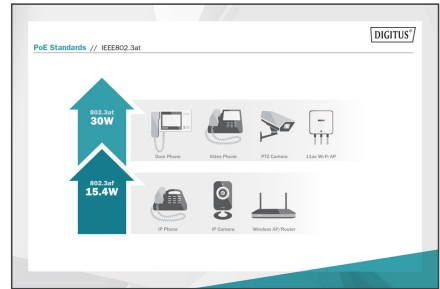 DIGITUS®
PoE Standards // IEEE802.3at
802.3at
30W
Door Phone Video Phone PTZ Camera 11ac Wi-Fi AP
802.3af
15.4W
IP Phone IP Camera Wireless AP/Router